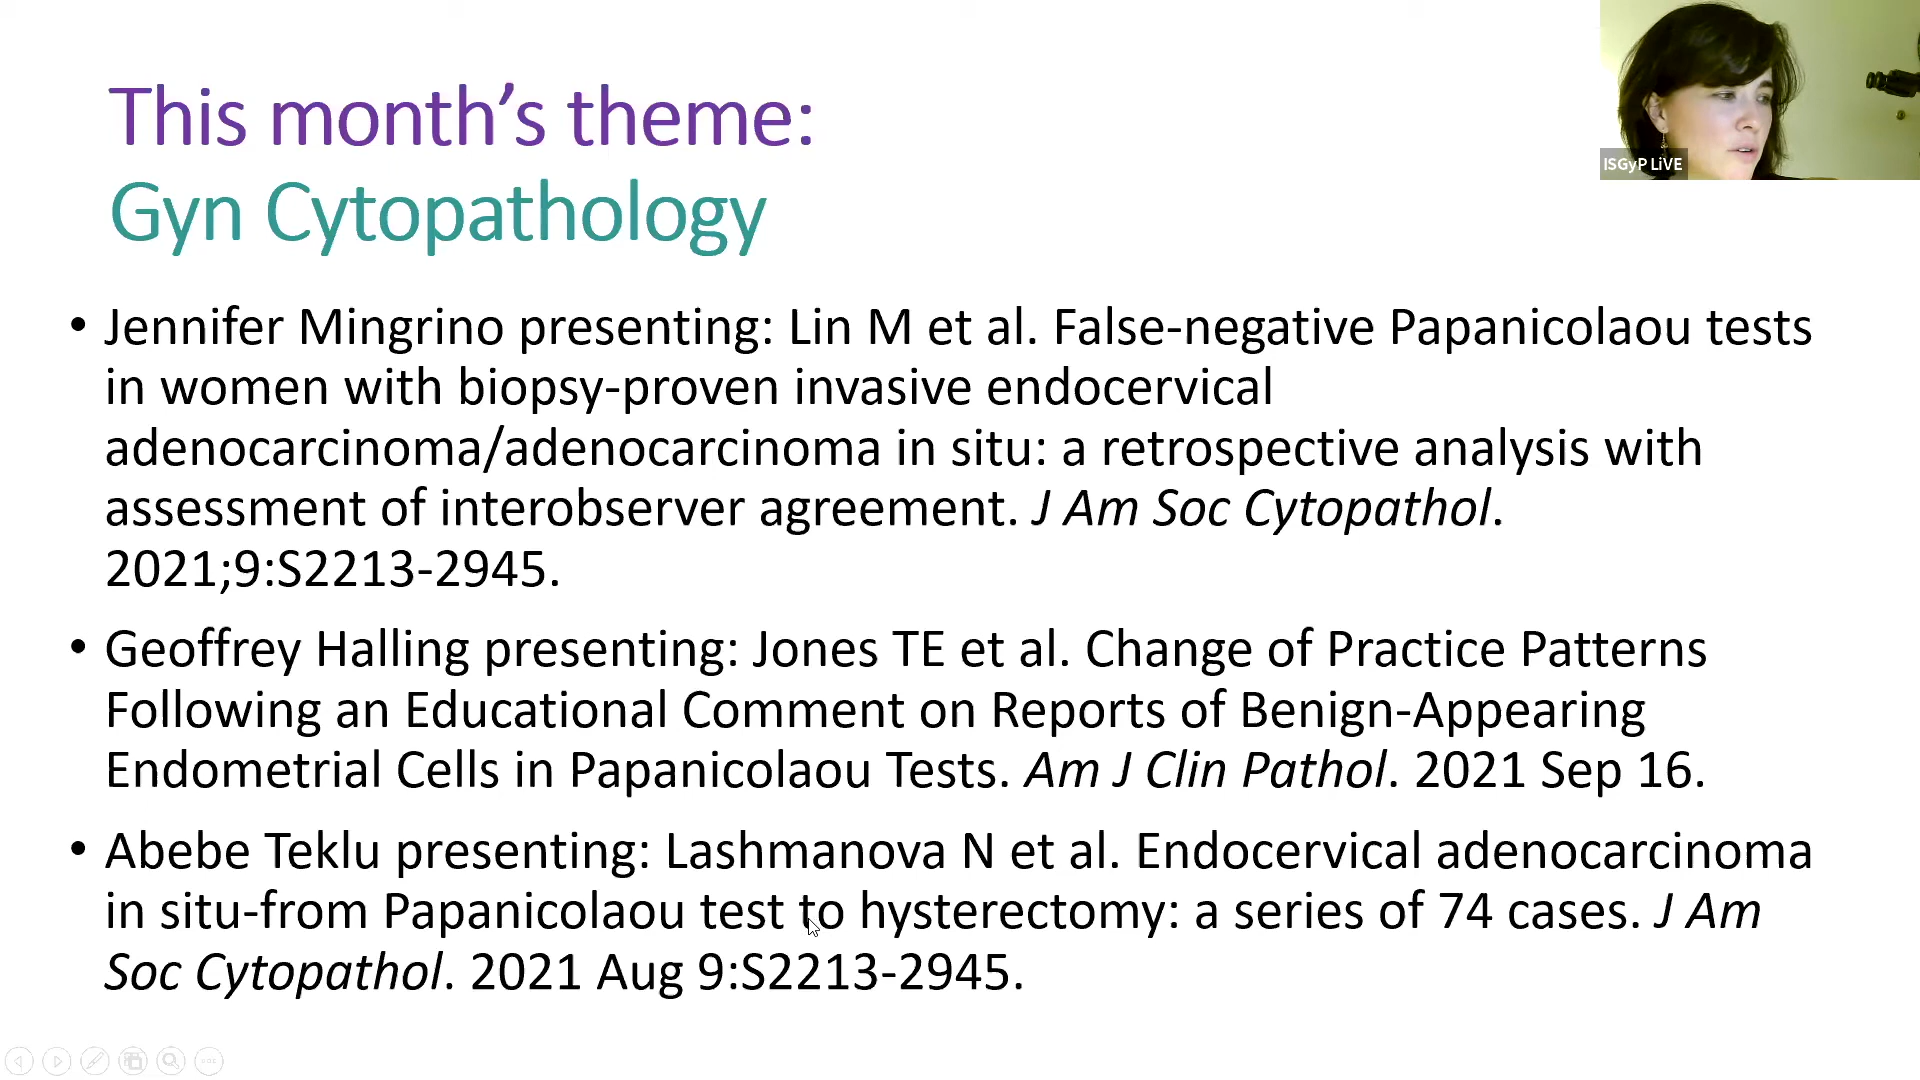 This month’s theme:
Gyn Cytopathology
ISGyP LiVE
• Jennifer Mingrino presenting: Lin M et al. False-negative Papanicolaou tests
in women with biopsy-proven invasive endocervical
adenocarcinoma/adenocarcinoma in situ: a retrospective analysis with
assessment of interobserver agreement. J Am Soc Cytopathol.
2021;9:S2213-2945.
• Geoffrey Halling presenting: Jones TE et al. Change of Practice Patterns
Following an Educational Comment on Reports of Benign-Appearing
Endometrial Cells in Papanicolaou Tests. Am J Clin Pathol. 2021 Sep 16.
• Abebe Teklu presenting: Lashmanova N et al. Endocervical adenocarcinoma
in situ-from Papanicolaou test to hysterectomy: a series of 74 cases. J Am
Soc Cytopathol. 2021 Aug 9:S2213-2945.